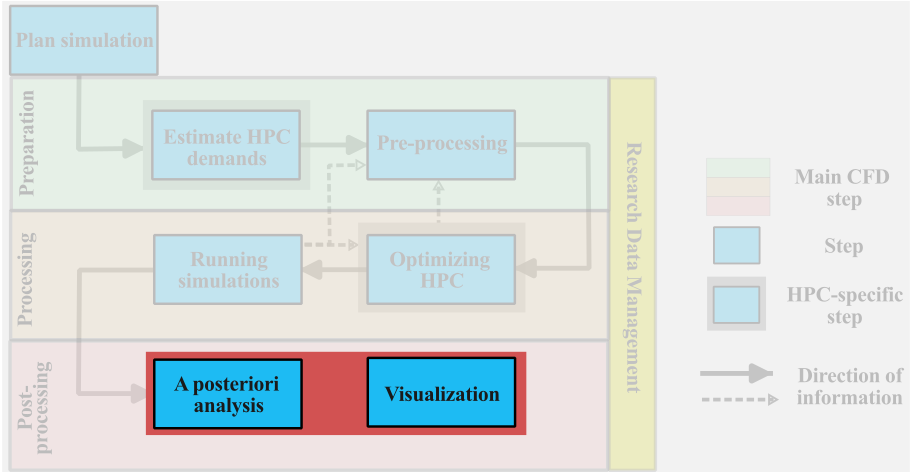 Plan simulation
Preparation
Estimate HPC
demands
Pre-processing
Processing
Running
simulations
Optimizing
HPC
Post-
processing
A posteriori
analysis
Visualization
Research Data Management
Main CFD
step
Step
HPC-specific
step
Direction of
information